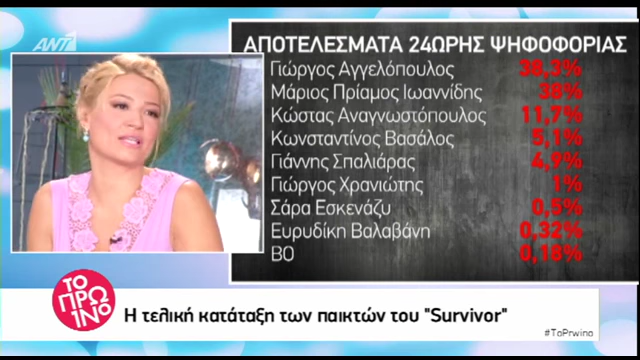 ΑΝΤ1
ΑΠΟΤΕΛΕΣΜΑΤΑ 24ΩΡΗΣ ΨΗΦΟΦΟΡΙΑΣ
Γιώργος Αγγελόπουλος 38,3%
Μάριος Πρίαμος Ιωαννίδης 38%
Κώστας Αναγνωστόπουλος 11,7%
Κωνσταντίνος Βασάλος 5,1%
Γιάννης Σπαλιάρας 4,9%
Γιώργος Χρανιώτης 1%
Σάρα Εσκενάζυ 0,5%
Ευρυδίκη Βαλαβάνη 0,32%
ΒΟ 0,18%
ΤΟ
ΠΡΩ
ΙΝΟ
Η τελική κατάταξη των παικτών του "Survivor"
#ToPrwino